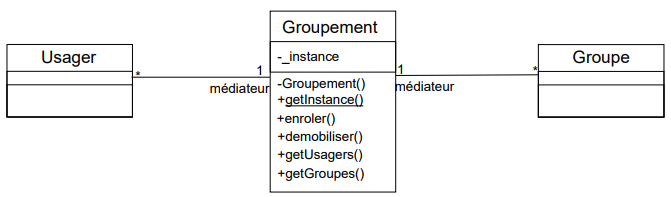 Usager
*
1
médiateur
Groupement
-_instance
-Groupement()
+getInstance()
+enroler()
+demobiliser()
+getUsagers()
+getGroupes()
1
médiateur
*
Groupe